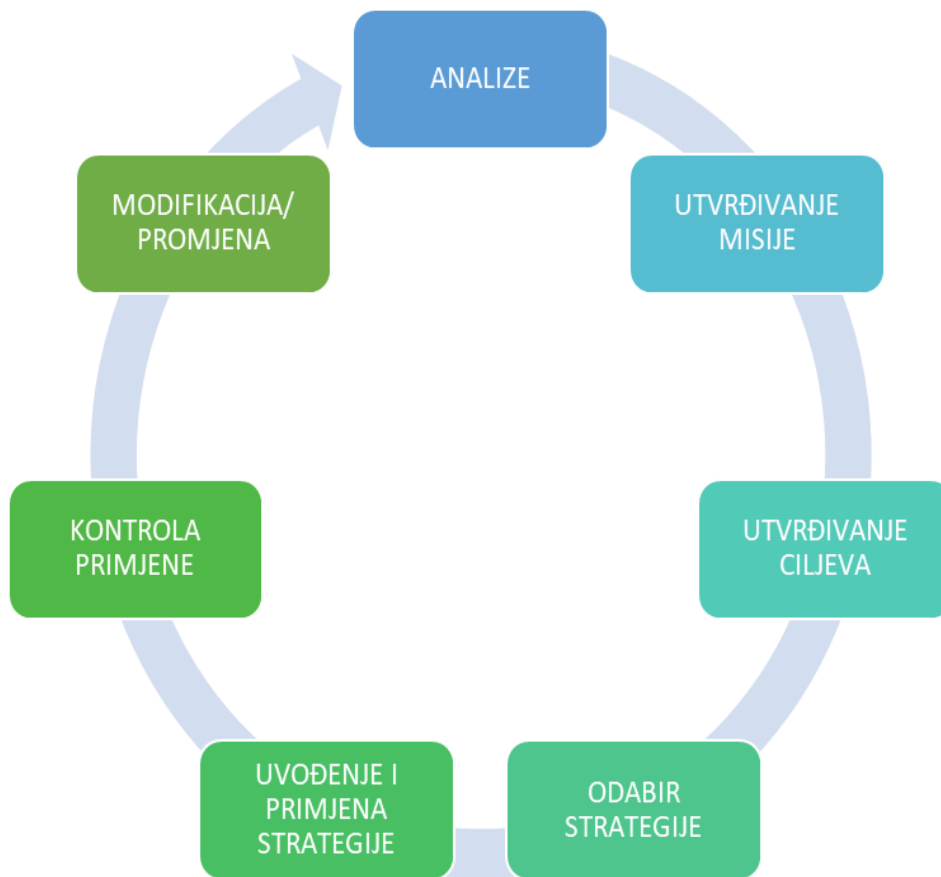 ANALIZE
UTVRĐIVANJE
MISIJE
UTVRĐIVANJE
CILJEVA
ODABIR
STRATEGIJE
UVOĐENJE I
PRIMJENA
STRATEGIJE
KONTROLA
PRIMJENE
MODIFIKACIJA/
PROMJENA